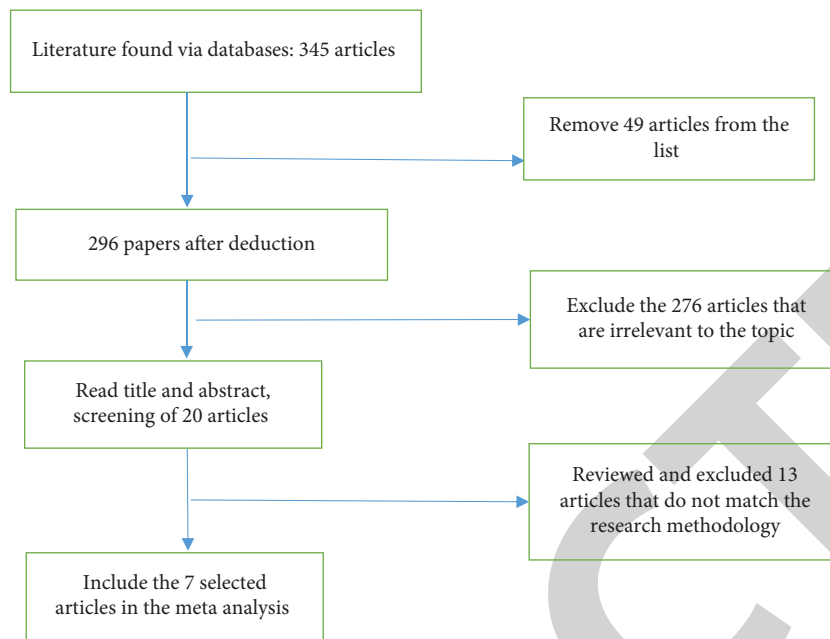 Literature found via databases: 345 articles
Remove 49 articles from the
list
296 papers after deduction
Exclude the 276 articles that
are irrelevant to the topic
Read title and abstract,
screening of 20 articles
Reviewed and excluded 13
articles that do not match the
research methodology
Include the 7 selected
articles in the meta analysis